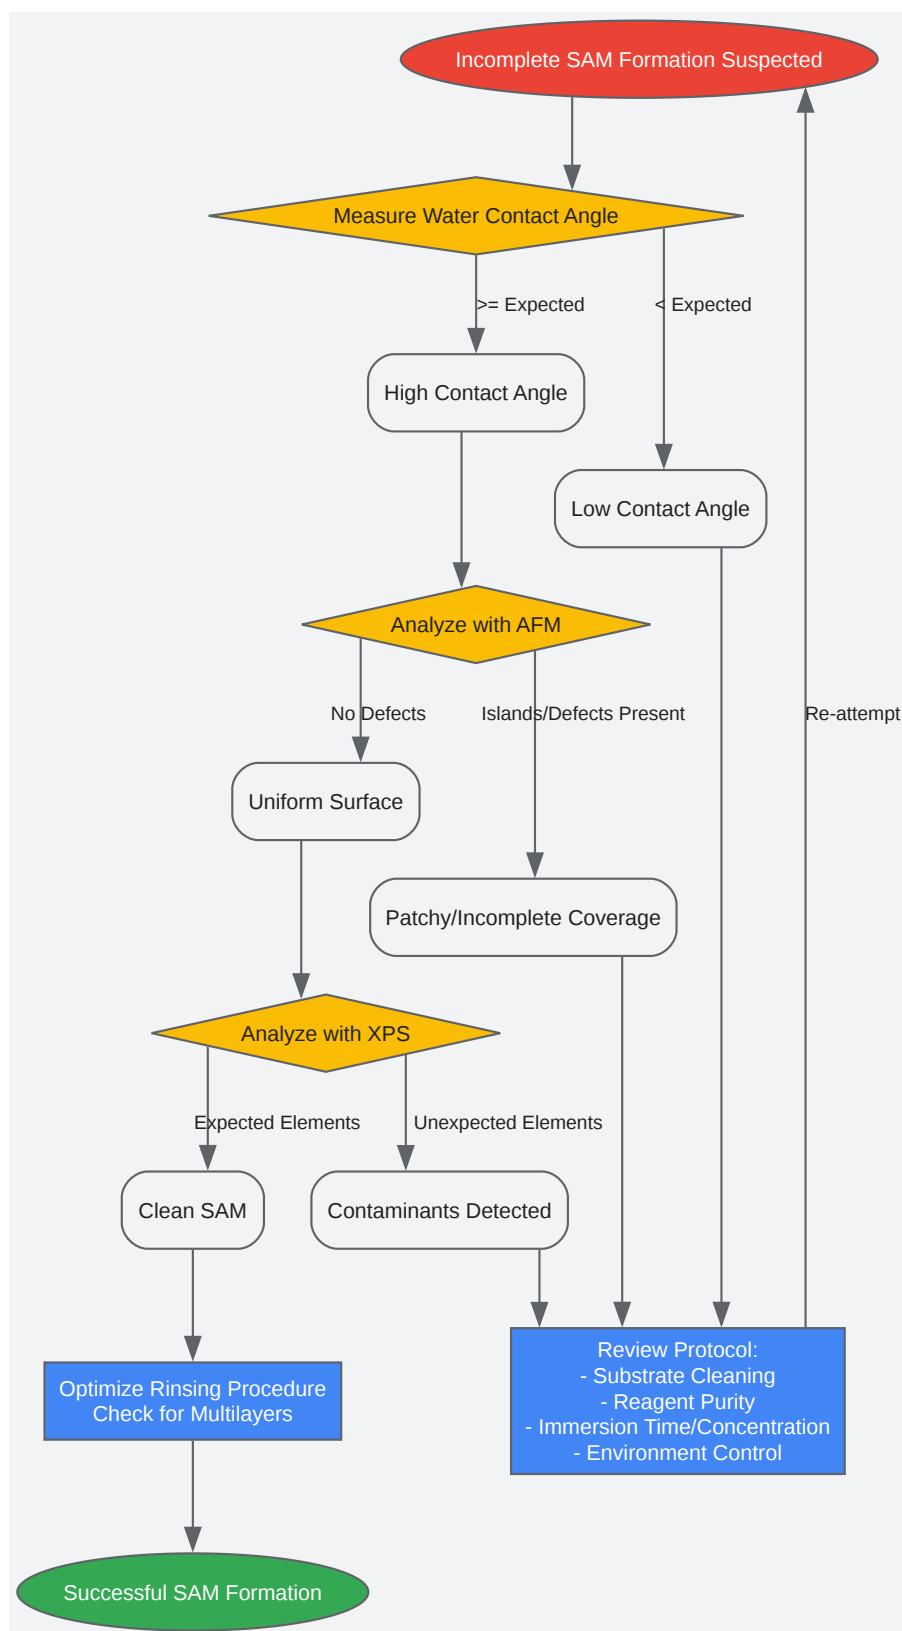 Incomplete SAM Formation Suspected
Measure Water Contact Angle
>= Expected
< Expected
High Contact Angle
Low Contact Angle
Analyze with AFM
No Defects
Islands/Defects Present
Re-attempt
Uniform Surface
Patchy/Incomplete Coverage
Analyze with XPS
Expected Elements
Unexpected Elements
Clean SAM
Contaminants Detected
Optimize Rinsing Procedure
Check for Multilayers
Review Protocol:
- Substrate Cleaning
- Reagent Purity
- Immersion Time/Concentration
- Environment Control
Successful SAM Formation